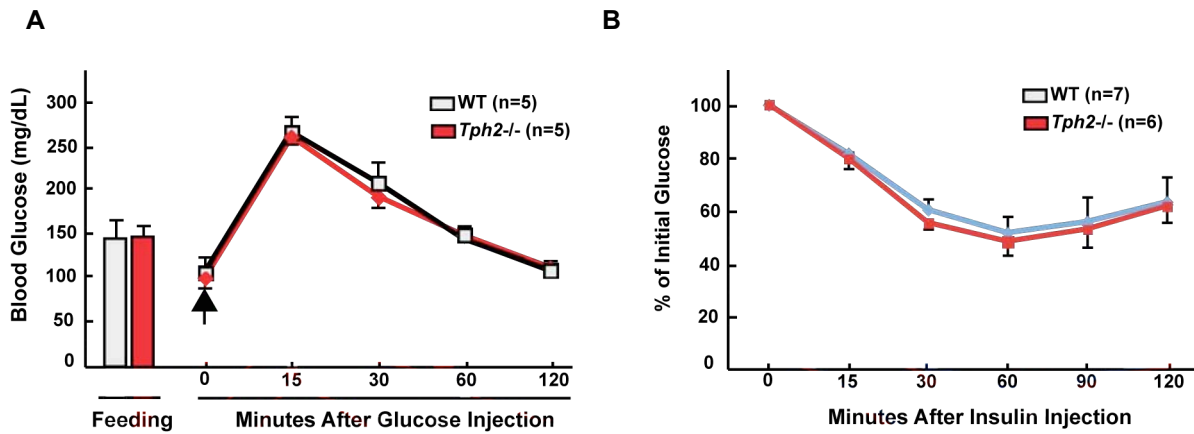 A
Blood Glucose (mg/dL)
300
250
200
150
100
50
0
WT (n=5)
Tph2-/- (n=5)
0 15 30 60 120
Feeding Minutes After Glucose Injection
B
% of Initial Glucose
100
80
60
40
20
0
WT (n=7)
Tph2-/- (n=6)
0 15 30 60 90 120
Minutes After Insulin Injection